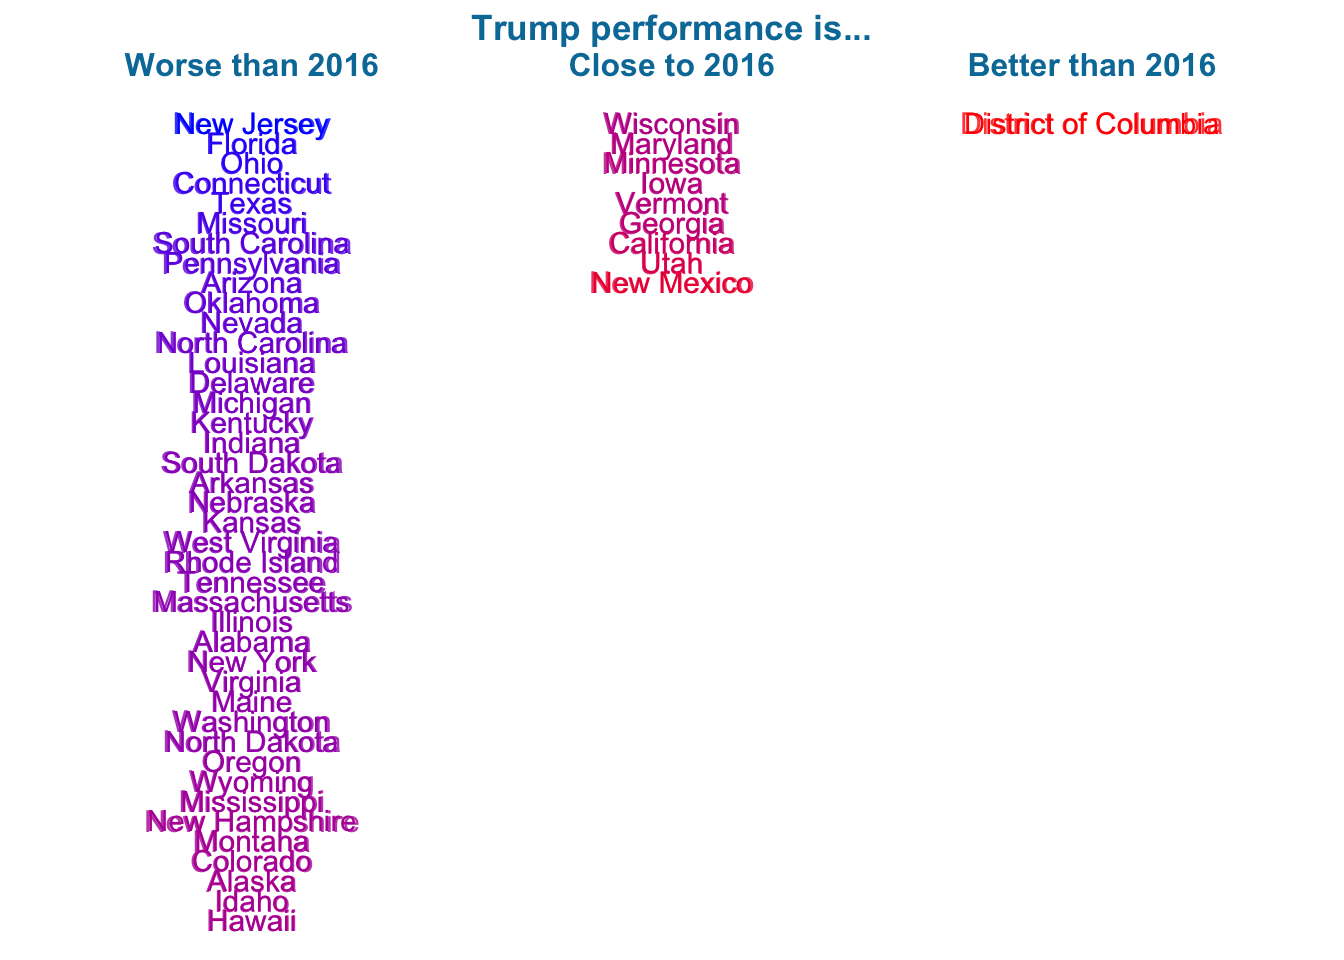 Trump performance is...
Worse than 2016
New Jersey
Florida
Ohio
Connecticut
Texas
Missouri
South Carolina
Pennsylvania
Arizona
Oklahoma
Nevada
North Carolina
Louisiana
Delaware
Michigan
Kentucky
Indiana
South Dakota
Arkansas
Nebraska
Kansas
West Virginia
Rhode Island
Tennessee
Massachusetts
Illinois
Alabama
New York
Virginia
Maine
Washington
North Dakota
Oregon
Wyoming
Mississippi
New Hampshire
Montana
Colorado
Alaska
Idaho
Hawaii
Close to 2016
Wisconsin
Maryland
Minnesota
Iowa
Vermont
Georgia
California
Utah
New Mexico
Better than 2016
District of Columbia